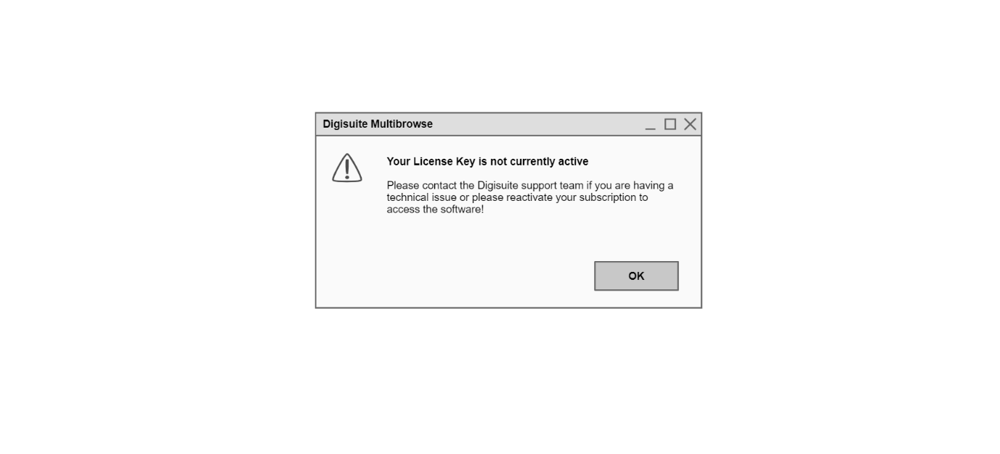 Digisuite Multibrowse
Your License Key is not currently active
Please contact the Digisuite support team if you are having a
technical issue or please reactivate your subscription to
access the software!
OK